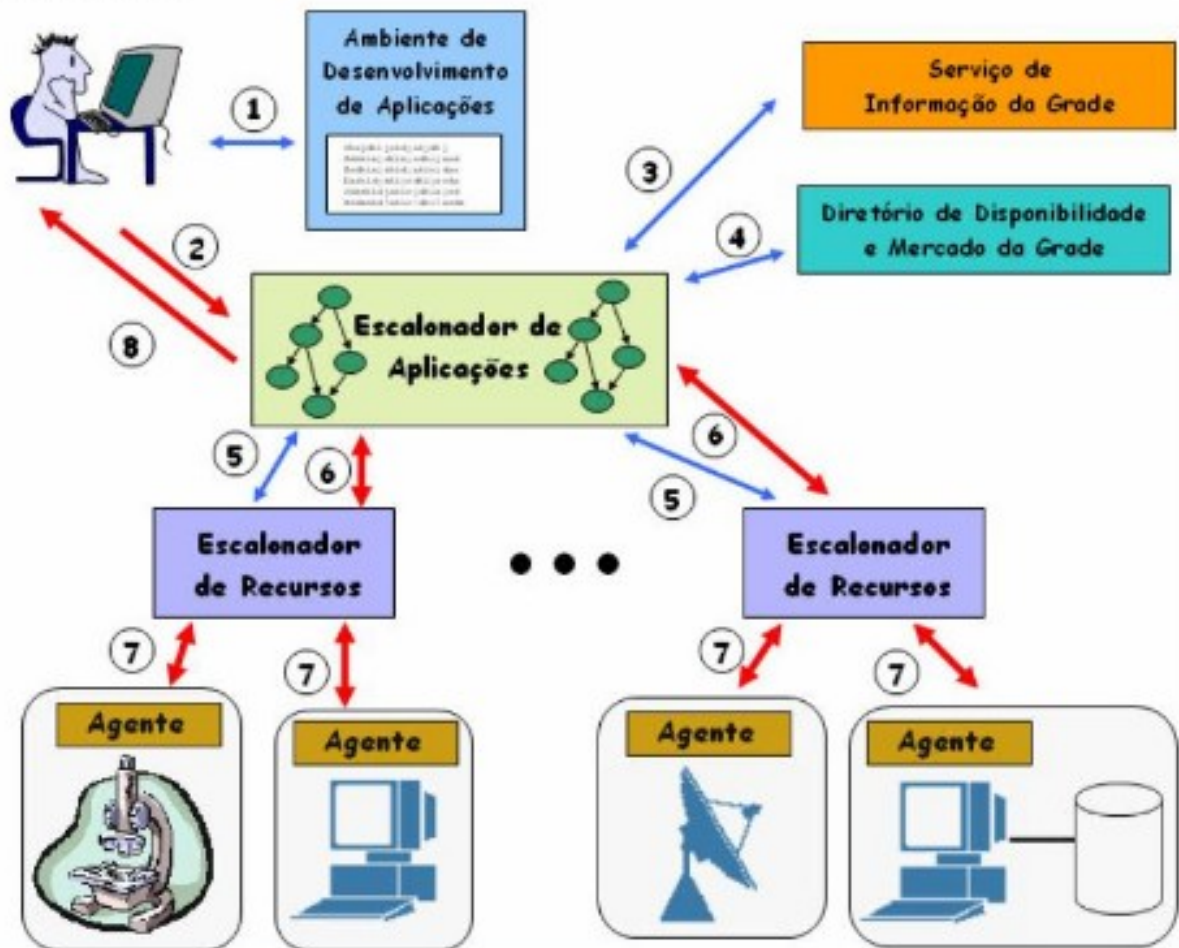 Ambiente de
Desenvolvimento
de Aplicações
1
Serviço de
Informação da Grade
3
2
Diretório de Disponibilidade
e Mercado da Grade
4
8
Escalonador de
Aplicações
5
6
6
5
Escalonador
de Recursos
Escalonador
de Recursos
7
7
7
7
Agente
Agente
Agente
Agente